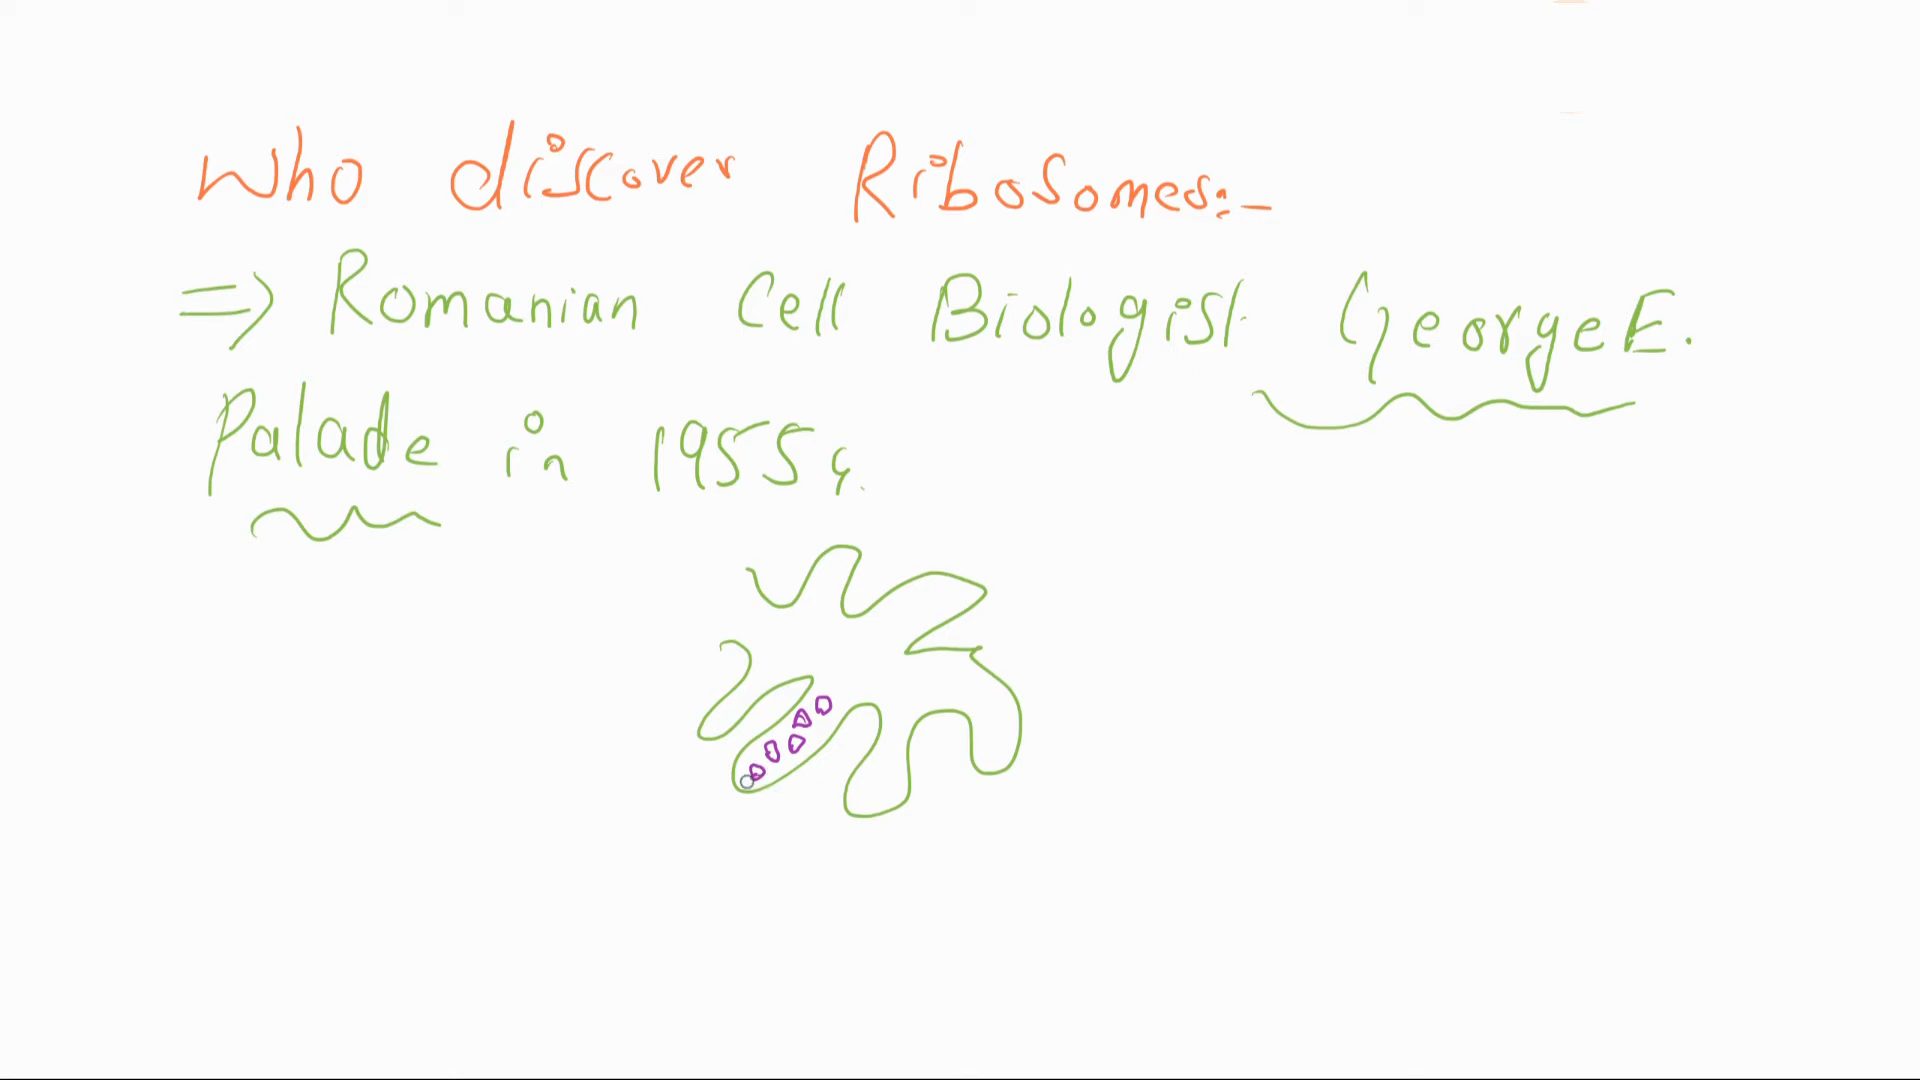 Who discover Ribosomes:-
⇒ Romanian Cell Biologist George E.
Palade in 1955